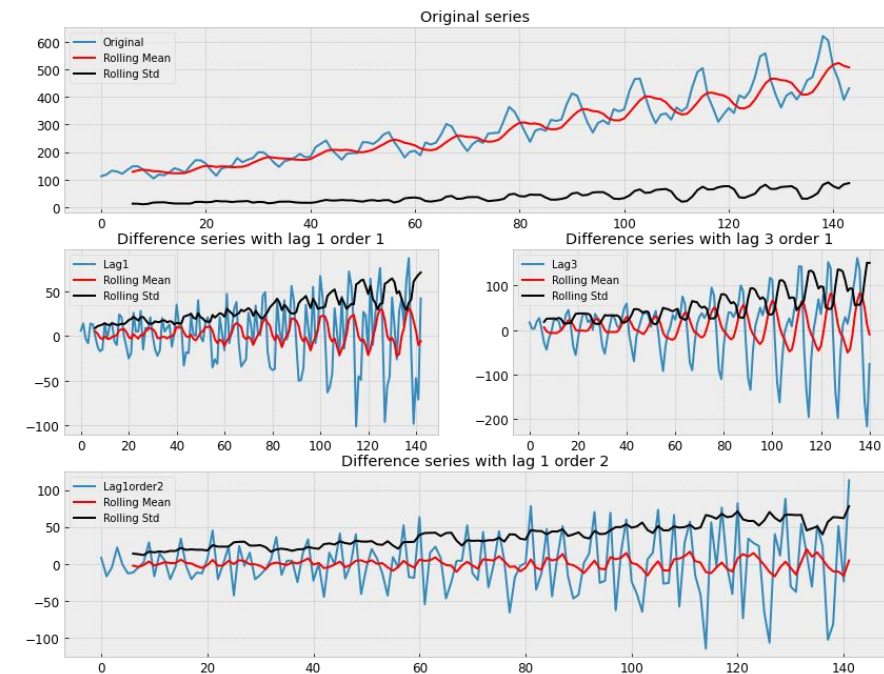 Original series
Original
Rolling Mean
Rolling Std
600
500
400
300
200
100
0
0 20 40 60 80 100 120 140
Difference series with lag 1 order 1
Lag1
Rolling Mean
Rolling Std
50
0
−50
−100
0 20 40 60 80 100 120 140
Difference series with lag 3 order 1
Lag3
Rolling Mean
Rolling Std
100
0
−100
−200
0 20 40 60 80 100 120 140
Difference series with lag 1 order 2
Lag1order2
Rolling Mean
Rolling Std
100
50
0
−50
−100
0 20 40 60 80 100 120 140